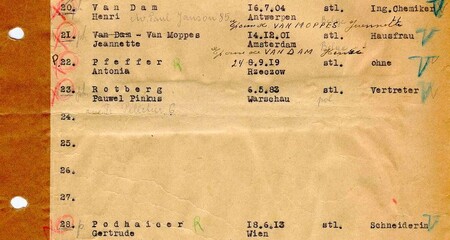 20. Van Dam 16.7.04 stl. Ing.Chemiker
Henri Antwerpen
21. Van Dam - Van Moppes 14.12.01 stl. Hausfrau
Jeannette Amsterdam
VAN DAM
P 22. Pfeffer R 24 8.9.19 stl. ohne
Antonia Rzeczow
23. Rotberg 6.5.83 stl. Vertreter
Pauwel Pinkus Warschau
24.
25.
26.
27.
28. Podhaicer R 18.6.13 stl. Schneiderin
Gertrude Wien